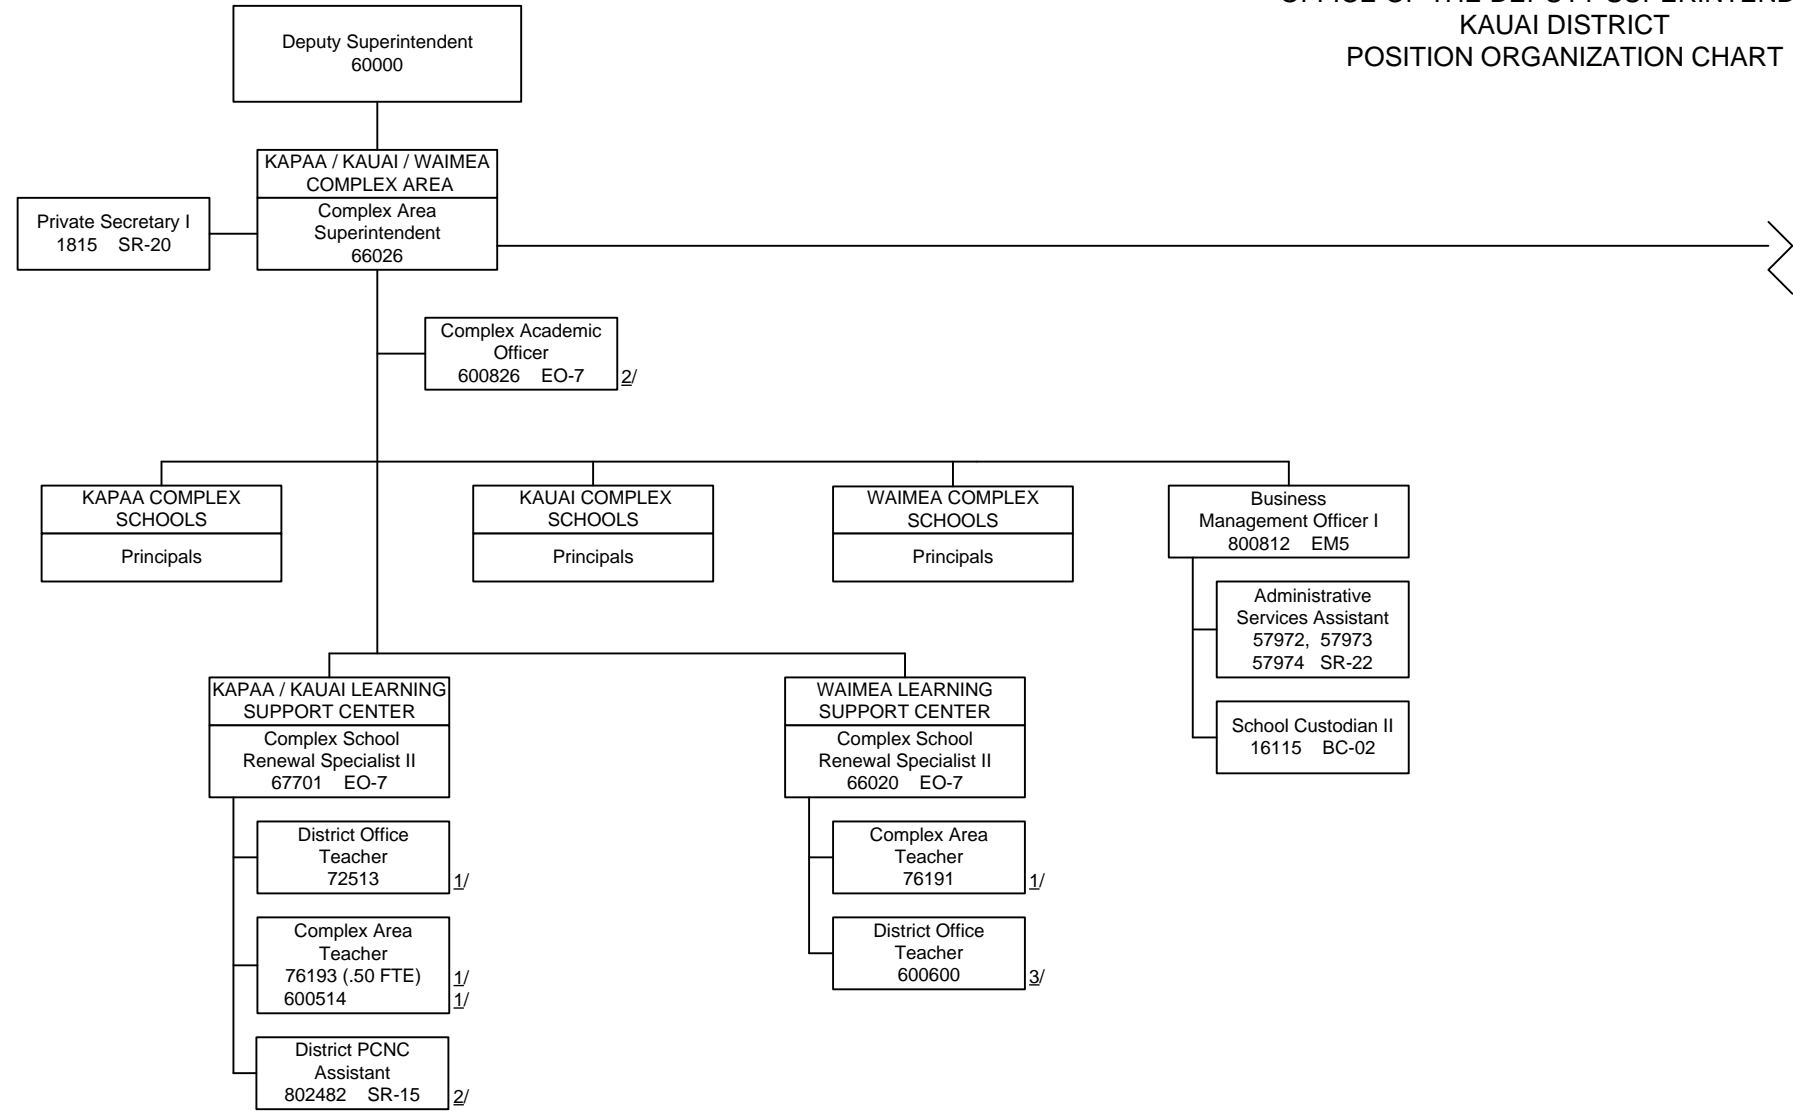 KAUAI DISTRICT
POSITION ORGANIZATION CHART
Deputy Superintendent
60000
KAPAA / KAUAI / WAIMEA
COMPLEX AREA
Complex Area
Superintendent
66026
Private Secretary I
1815 SR-20
Complex Academic
Officer
600826 EO-7 2/
KAPAA COMPLEX
SCHOOLS
Principals
KAUAI COMPLEX
SCHOOLS
Principals
WAIMEA COMPLEX
SCHOOLS
Principals
Business
Management Officer I
800812 EM5
Administrative
Services Assistant
57972, 57973
57974 SR-22
School Custodian II
16115 BC-02
KAPAA / KAUAI LEARNING
SUPPORT CENTER
Complex School
Renewal Specialist II
67701 EO-7
District Office
Teacher
72513 1/
Complex Area
Teacher
76193 (.50 FTE) 1/
600514 1/
District PCNC
Assistant
802482 SR-15 2/
WAIMEA LEARNING
SUPPORT CENTER
Complex School
Renewal Specialist II
66020 EO-7
Complex Area
Teacher
76191 1/
District Office
Teacher
600600 3/